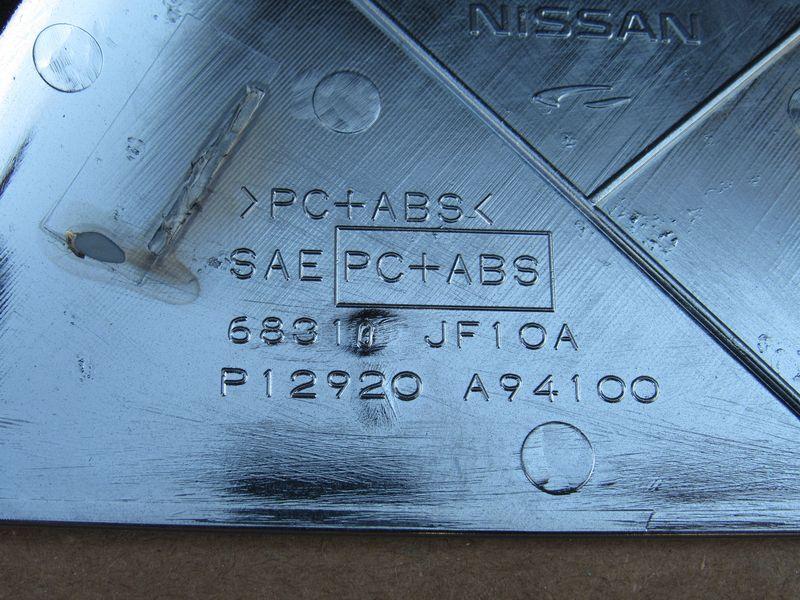 NISSAN
>PC+ABS<
SAE PC+ABS
JF10A
P12920 A94100